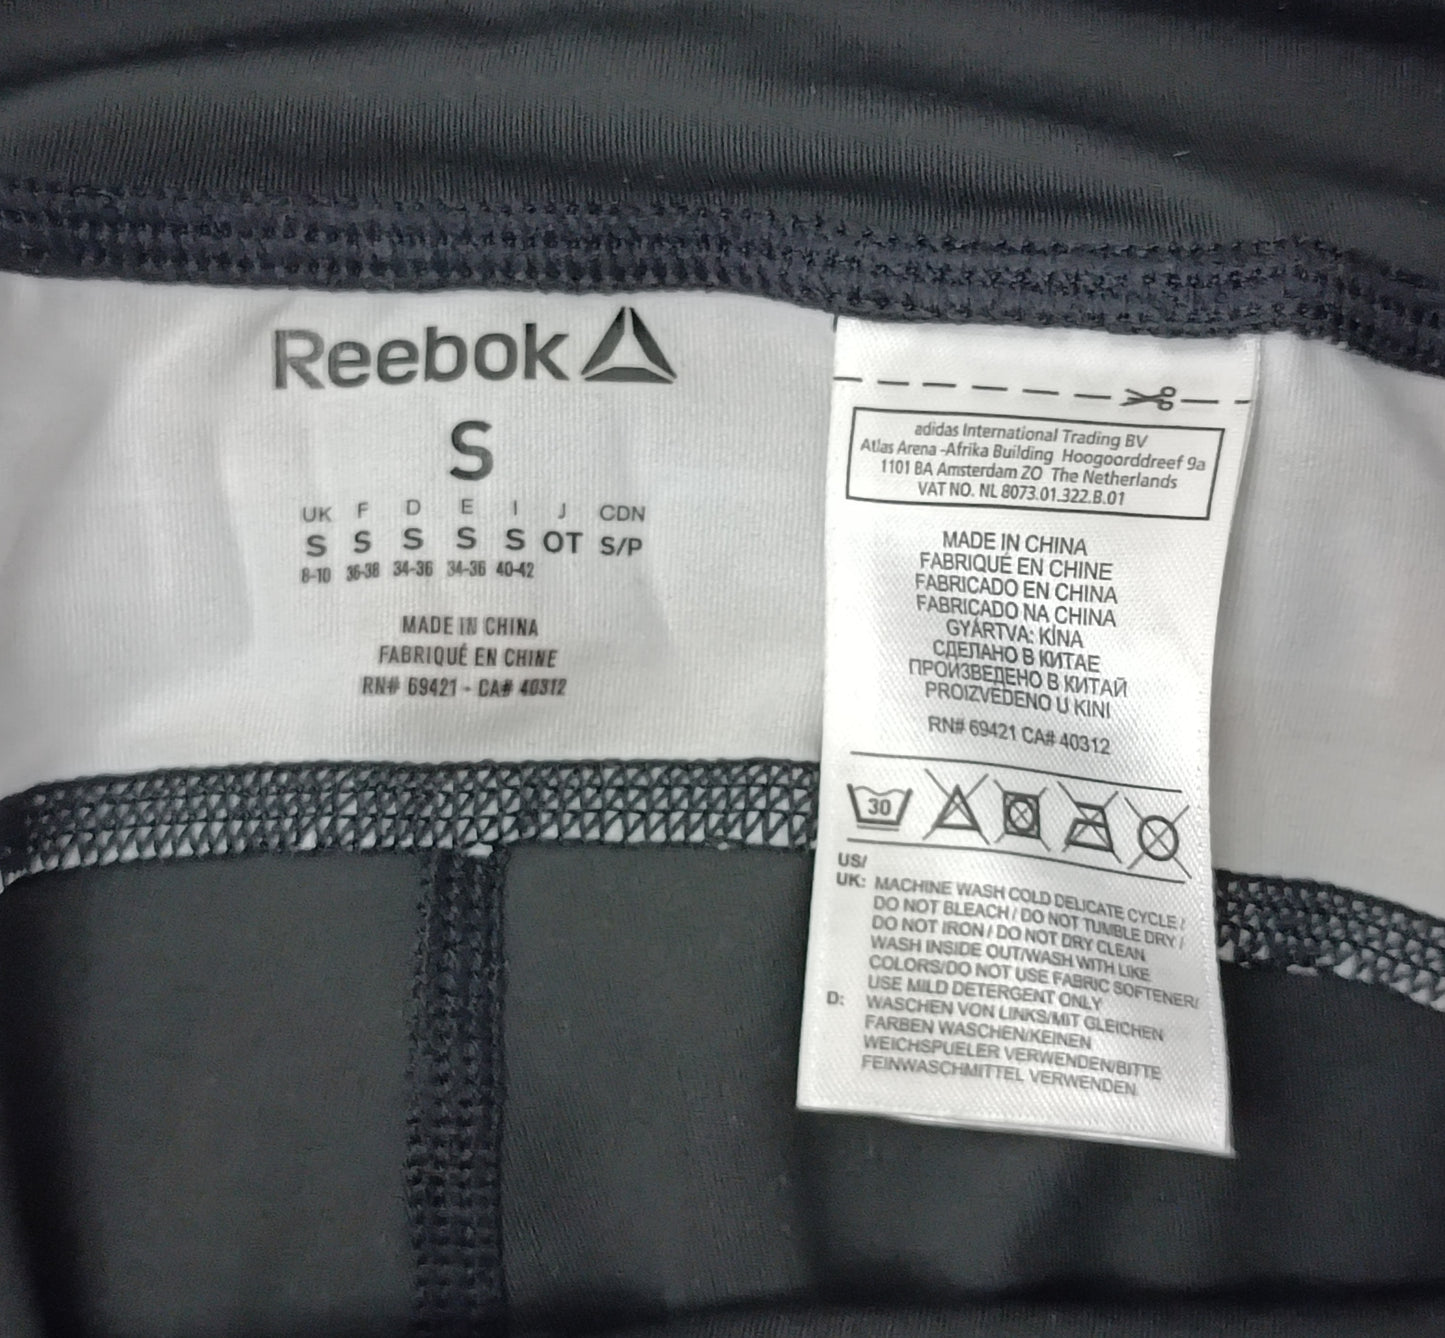 Reebok
S
UK F D E I J CDN
S S S S S OT S/P
8-10 36-38 34-36 34-36 40-42
MADE IN CHINA
FABRIQUÉ EN CHINE
RN# 69421 - CA# 40312
adidas International Trading BV
Atlas Arena -Afrika Building Hoogoorddreef 9a
1101 BA Amsterdam ZO The Netherlands
VAT NO. NL 8073.01.322.B.01
MADE IN CHINA
FABRIQUÉ EN CHINE
FABRICADO EN CHINA
FABRICADO NA CHINA
GYÁRTVA: KÍNA
СДЕЛАНО В КИТАЕ
ПРОИЗВЕДЕНО В КИТАЙ
PROIZVEDENO U KINI
RN# 69421 CA# 40312
30
US/
UK: MACHINE WASH COLD DELICATE CYCLE /
DO NOT BLEACH / DO NOT TUMBLE DRY /
DO NOT IRON / DO NOT DRY CLEAN
WASH INSIDE OUT/WASH WITH LIKE
COLORS/DO NOT USE FABRIC SOFTENER/
USE MILD DETERGENT ONLY
D: WASCHEN VON LINKS/MIT GLEICHEN
FARBEN WASCHEN/KEINEN
WEICHSPUELER VERWENDEN/BITTE
FEINWASCHMITTEL VERWENDEN